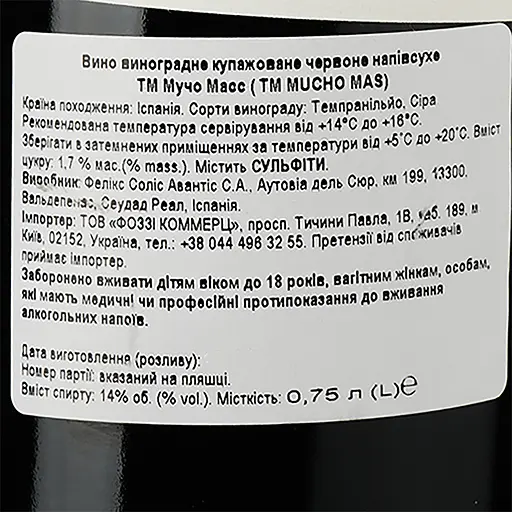 Вино виноградне купажоване червоне напівсухе
ТМ Мучо Масс ( ТМ MUCHO MAS)
Країна походження: Іспанія. Сорти винограду: Темпранільйо, Сіра
Рекомендована температура сервірування від +14°С до +16°С.
Зберігати в затемнених приміщеннях за температури від +5°С до +20°С. Вміст
цукру: 1,7 % мас.(% mass.). Містить СУЛЬФІТИ.
Виробник: Фелікс Соліс Авантіс С.А., Аутовіа дель Сюр, км 199, 13300,
Вальдепеньяс, Сеудад Реал, Іспанія.
Імпортер: ТОВ «ФОЗЗІ КОММЕРЦ», просп. Тичини Павла, 1В, каб. 189, м
Київ, 02152, Україна, тел.: +38 044 496 32 55. Претензії від споживачів
приймає імпортер.
Заборонено вживати дітям віком до 18 років, вагітним жінкам, особам,
які мають медичні чи професійні протипоказання до вживання
алкогольних напоїв.
Дата виготовлення (розливу):
Номер партії: вказаний на пляшці.
Вміст спирту: 14% об. (% vol.). Місткість: 0,75 л (L)℮